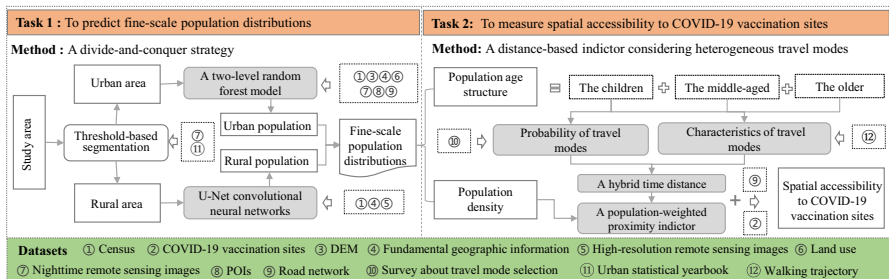 Task 1 : To predict fine-scale population distributions
Method : A divide-and-conquer strategy
Study area
Urban area
Threshold-based
segmentation
Rural area
⑦
⑪
A two-level random
forest model
①③④⑥
⑦⑧⑨
Urban population
Rural population
U-Net convolutional
neural networks
①④⑤
Fine-scale
population
distributions
Task 2: To measure spatial accessibility to COVID-19 vaccination sites
Method: A distance-based indictor considering heterogeneous travel modes
Population age
structure
=
The children
+
The middle-aged
+
The older
⑩
Probability of travel
modes
Characteristics of travel
modes
⑫
A hybrid time distance
⑨
Population
density
A population-weighted
proximity indictor
+
②
Spatial accessibility
to COVID-19
vaccination sites
Datasets ① Census ② COVID-19 vaccination sites ③ DEM ④ Fundamental geographic information ⑤ High-resolution remote sensing images ⑥ Land use
⑦ Nighttime remote sensing images ⑧ POIs ⑨ Road network ⑩ Survey about travel mode selection ⑪ Urban statistical yearbook ⑫ Walking trajectory